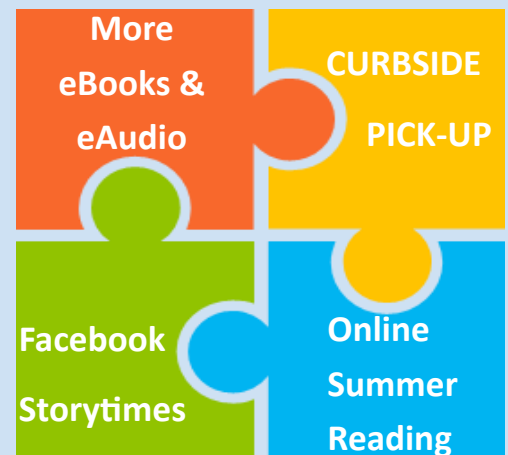 More
eBooks &
eAudio
CURBSIDE
PICK-UP
Facebook
Storytimes
Online
Summer
Reading